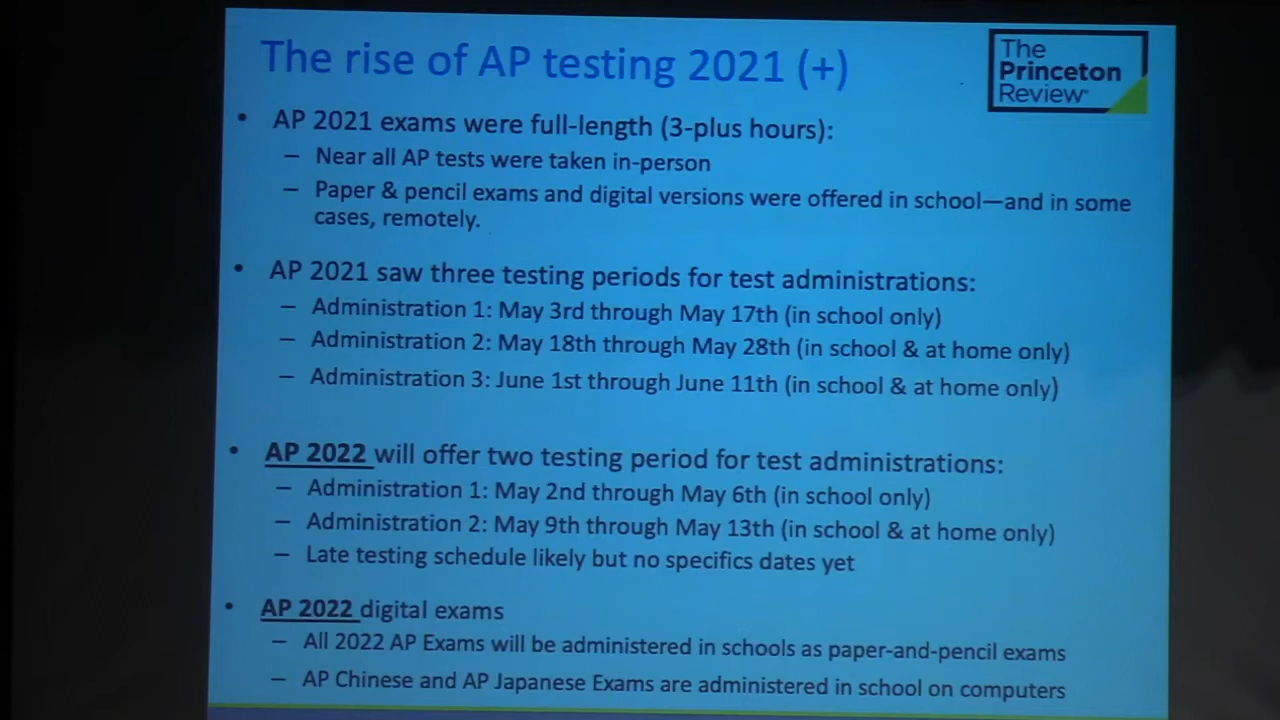 The rise of AP testing 2021 (+)
The
Princeton
Review
• AP 2021 exams were full-length (3-plus hours):
– Near all AP tests were taken in-person
– Paper & pencil exams and digital versions were offered in school—and in some
cases, remotely.
• AP 2021 saw three testing periods for test administrations:
– Administration 1: May 3rd through May 17th (in school only)
– Administration 2: May 18th through May 28th (in school & at home only)
– Administration 3: June 1st through June 11th (in school & at home only)
• AP 2022 will offer two testing period for test administrations:
– Administration 1: May 2nd through May 6th (in school only)
– Administration 2: May 9th through May 13th (in school & at home only)
– Late testing schedule likely but no specifics dates yet
• AP 2022 digital exams
– All 2022 AP Exams will be administered in schools as paper-and-pencil exams
– AP Chinese and AP Japanese Exams are administered in school on computers